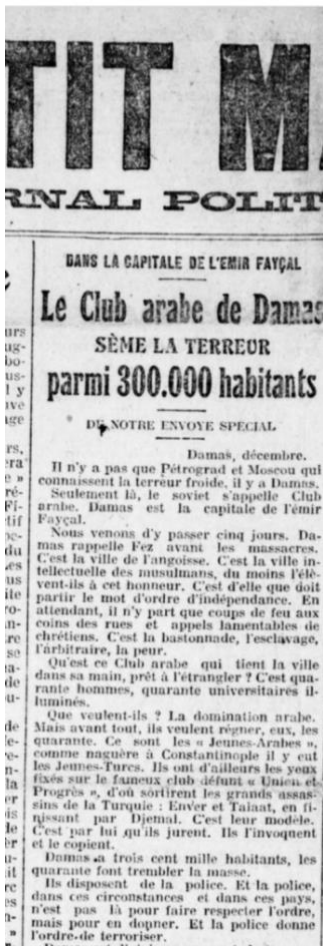 TIT MA
RNAL POLIT
DANS LA CAPITALE DE L'EMIR FAYÇAL
Le Club arabe de Damas
SÈME LA TERREUR
parmi 300.000 habitants
DE NOTRE ENVOYE SPECIAL
Damas, décembre.
Il n'y a pas que Pétrograd et Moscou qui
connaissent la terreur froide, il y a Damas.
Seulement là, le soviet s'appelle Club
arabe. Damas est la capitale de l'émir
Fayçal.
Nous venons d'y passer cinq jours. Da-
mas rappelle Fez avant les massacres.
C'est la ville de l'angoisse. C'est la ville in-
tellectuelle des musulmans, du moins l'élè-
vent-ils à cet honneur. C'est d'elle que doit
partir le mot d'ordre d'indépendance. En
attendant, il n'y part que coups de feu aux
coins des rues et appels lamentables de
chrétiens. C'est la bastonnade, l'esclavage,
l'arbitraire, la peur.
Qu'est ce Club arabe qui tient la ville
dans sa main, prêt à l'étrangler ? C'est qua-
rante hommes, quarante universitaires il-
luminés.
Que veulent-ils ? La domination arabe.
Mais avant tout, ils veulent régner, eux, les
quarante. Ce sont les « Jeunes-Arabes »,
comme naguère à Constantinople il y eut
les Jeunes-Turcs. Ils ont d'ailleurs les yeux
fixés sur le fameux club défunt « Union et
Progrès », d'où sortirent les grands assas-
sins de la Turquie : Enver et Talaat, en fi-
nissant par Djemal. C'est leur modèle.
C'est par lui qu'ils jurent. Ils l'invoquent
et le copient.
Damas a trois cent mille habitants, les
quarante font trembler la masse.
Ils disposent de la police. Et la police,
dans ces circonstances et dans ces pays,
n'est pas là pour faire respecter l'ordre,
mais pour en donner. Et la police donne
l'ordre de terroriser.